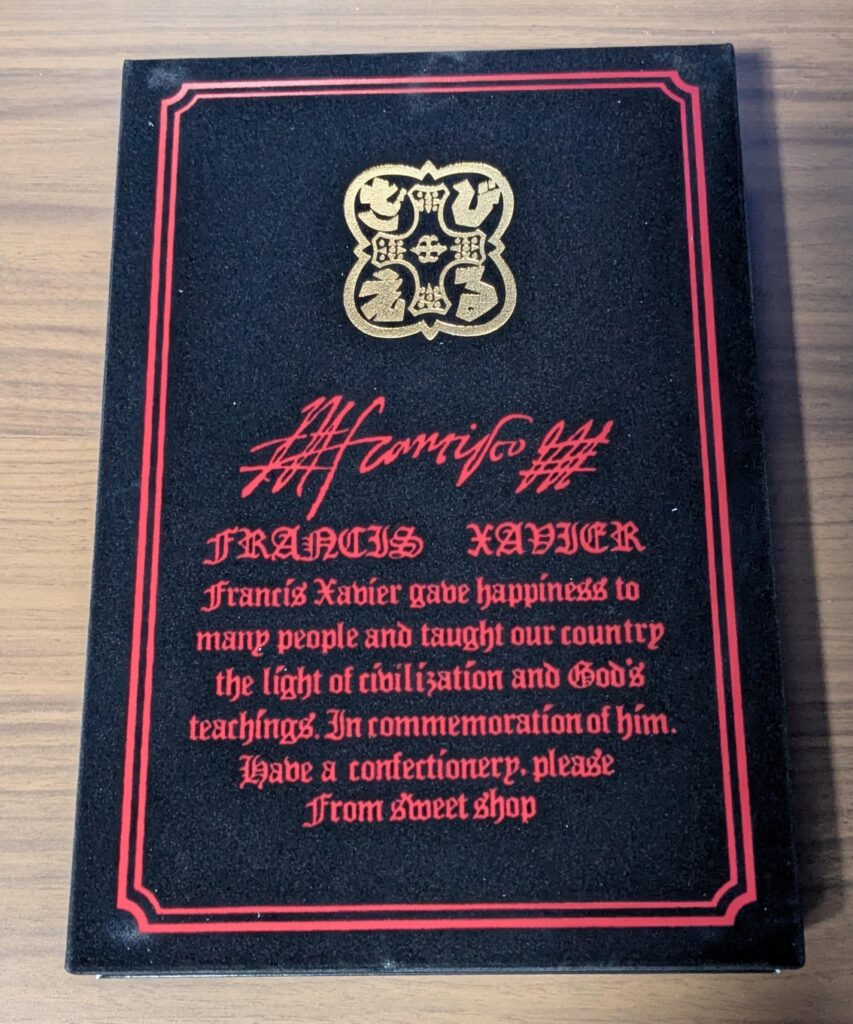 ざび
える
Francisco
FRANCIS XAVIER
Francis Xavier gave happiness to
many people and taught our country
the light of civilization and God's
teachings. In commemoration of him.
Have a confectionery. please
From sweet shop